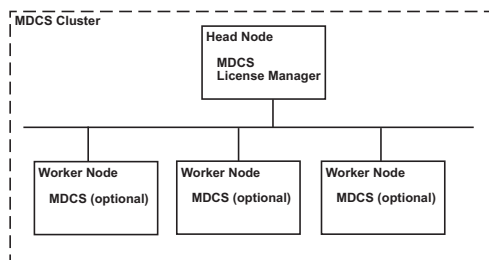 MDCS Cluster
Head Node
MDCS
License Manager
Worker Node
MDCS (optional)
Worker Node
MDCS (optional)
Worker Node
MDCS (optional)